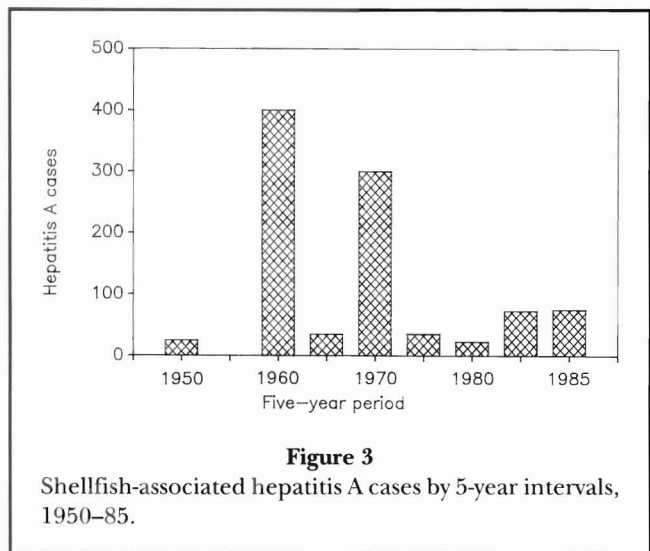 500
400
300
200
100
0
Hepatitis A cases
1950 1960 1970 1980 1985
Five-year period
Figure 3
Shellfish-associated hepatitis A cases by 5-year intervals,
1950–85.